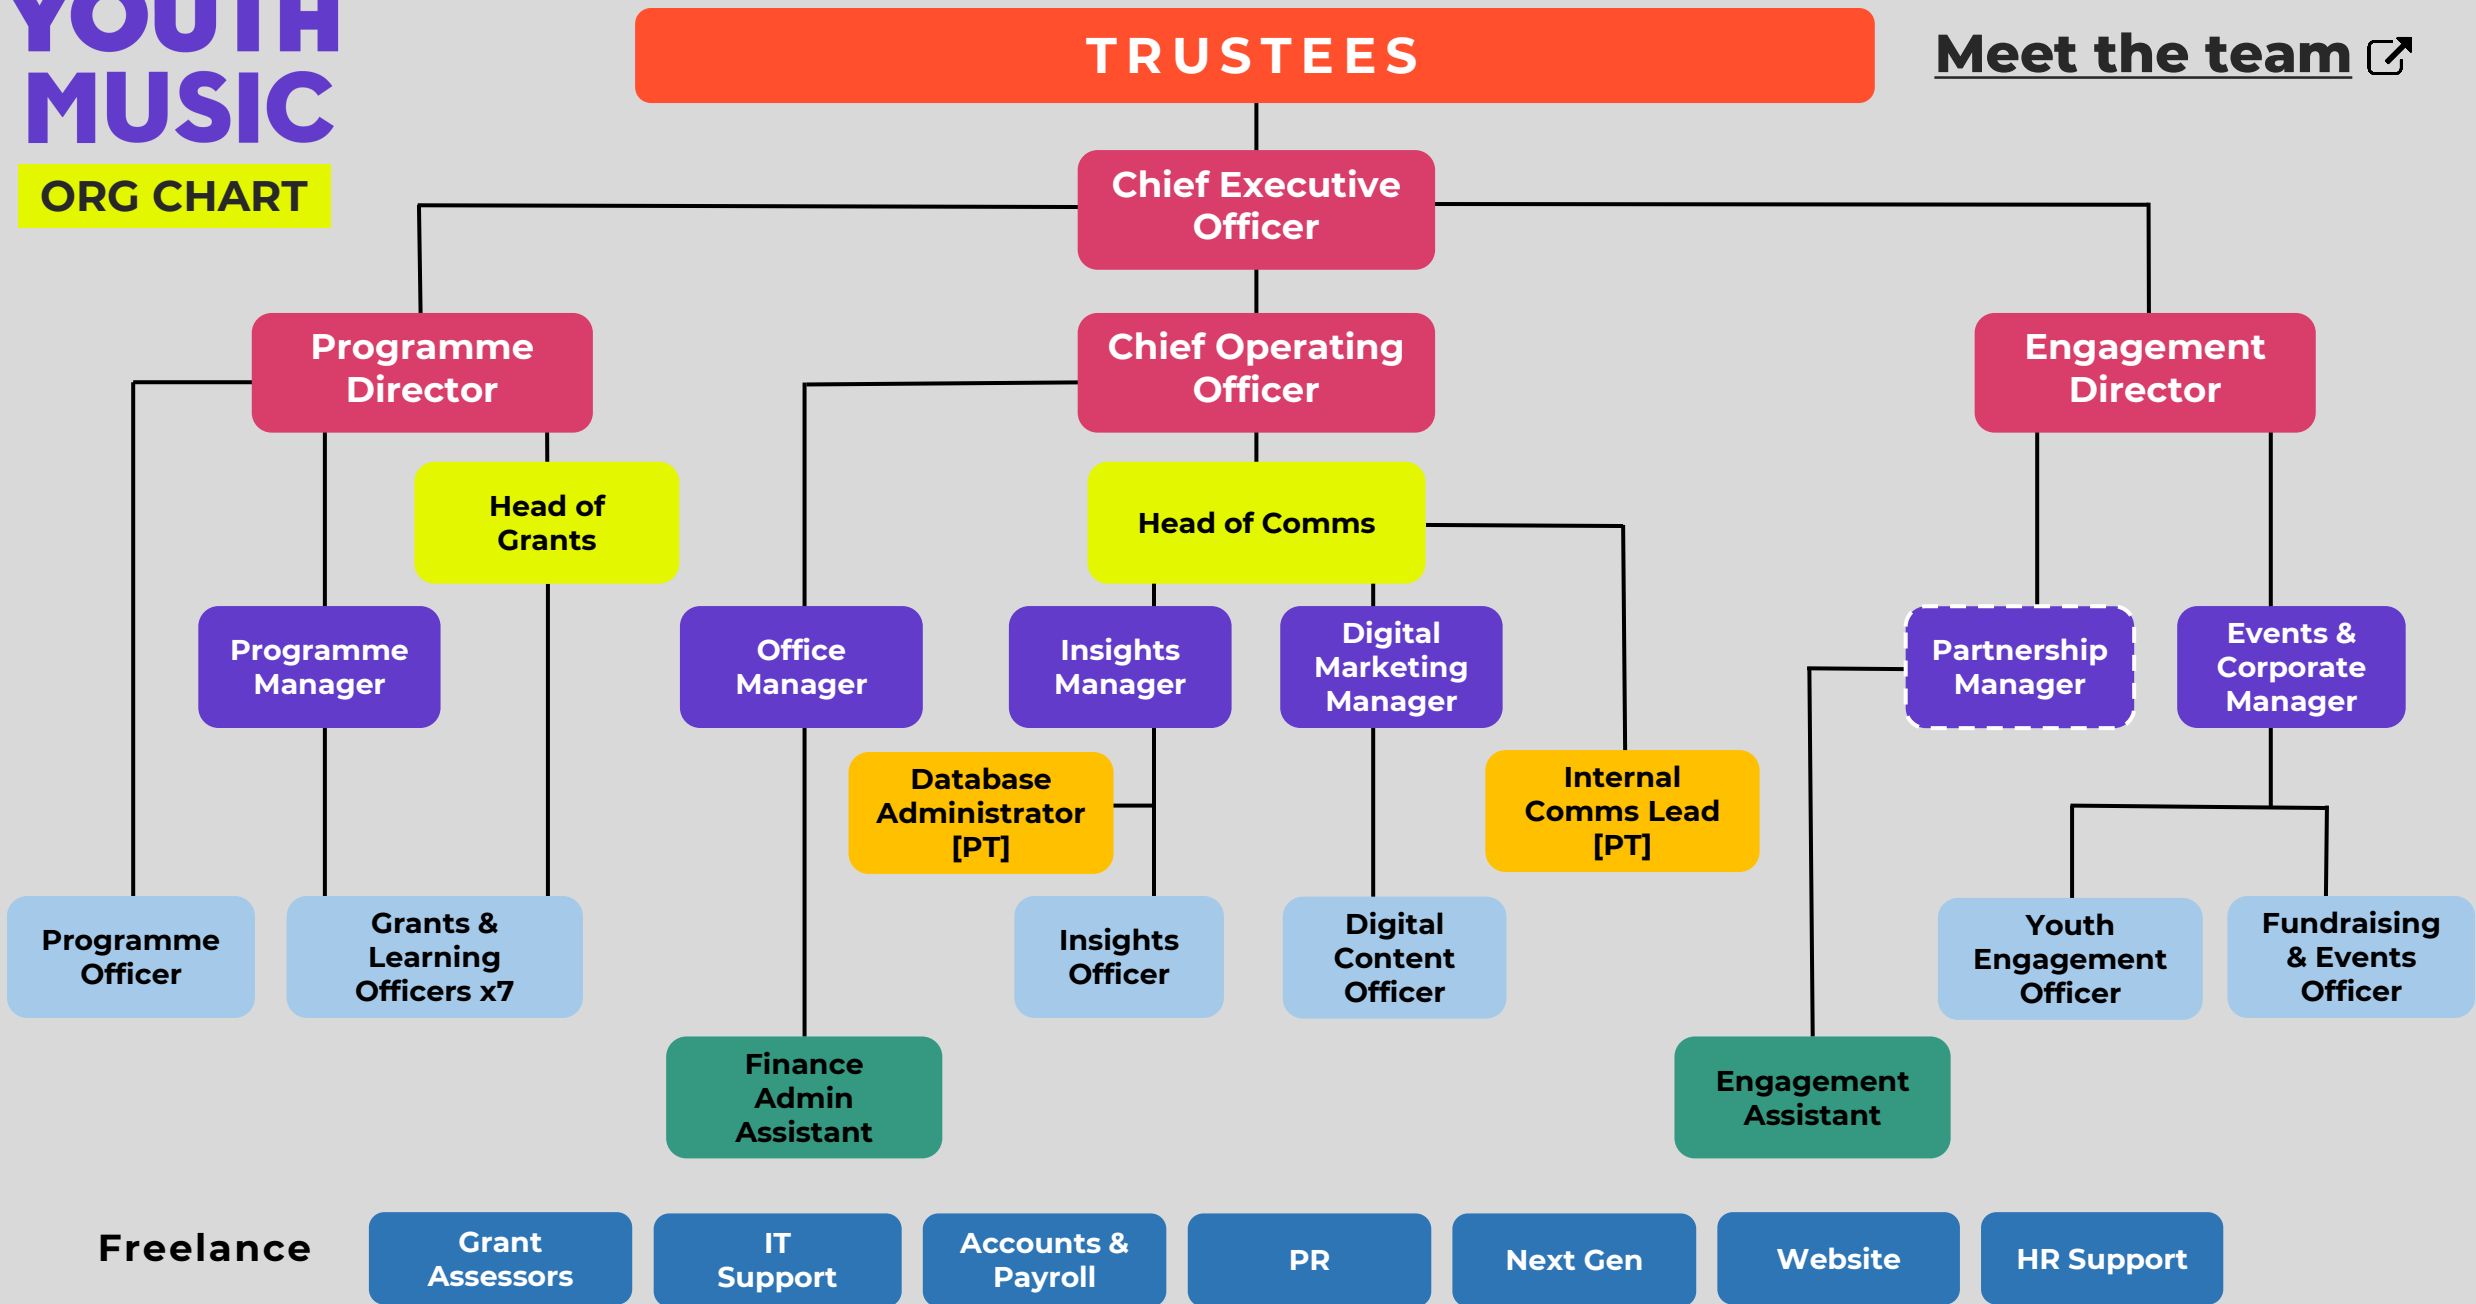 YOUTH
MUSIC
ORG CHART
TRUSTEES
Meet the team
Chief Executive
Officer
Programme
Director
Chief Operating
Officer
Engagement
Director
Head of
Grants
Head of Comms
Programme
Manager
Office
Manager
Insights
Manager
Digital
Marketing
Manager
Partnership
Manager
Events &
Corporate
Manager
Database
Administrator
[PT]
Internal
Comms Lead
[PT]
Programme
Officer
Grants &
Learning
Officers x7
Insights
Officer
Digital
Content
Officer
Youth
Engagement
Officer
Fundraising
& Events
Officer
Finance
Admin
Assistant
Engagement
Assistant
Freelance
Grant
Assessors
IT
Support
Accounts &
Payroll
PR
Next Gen
Website
HR Support